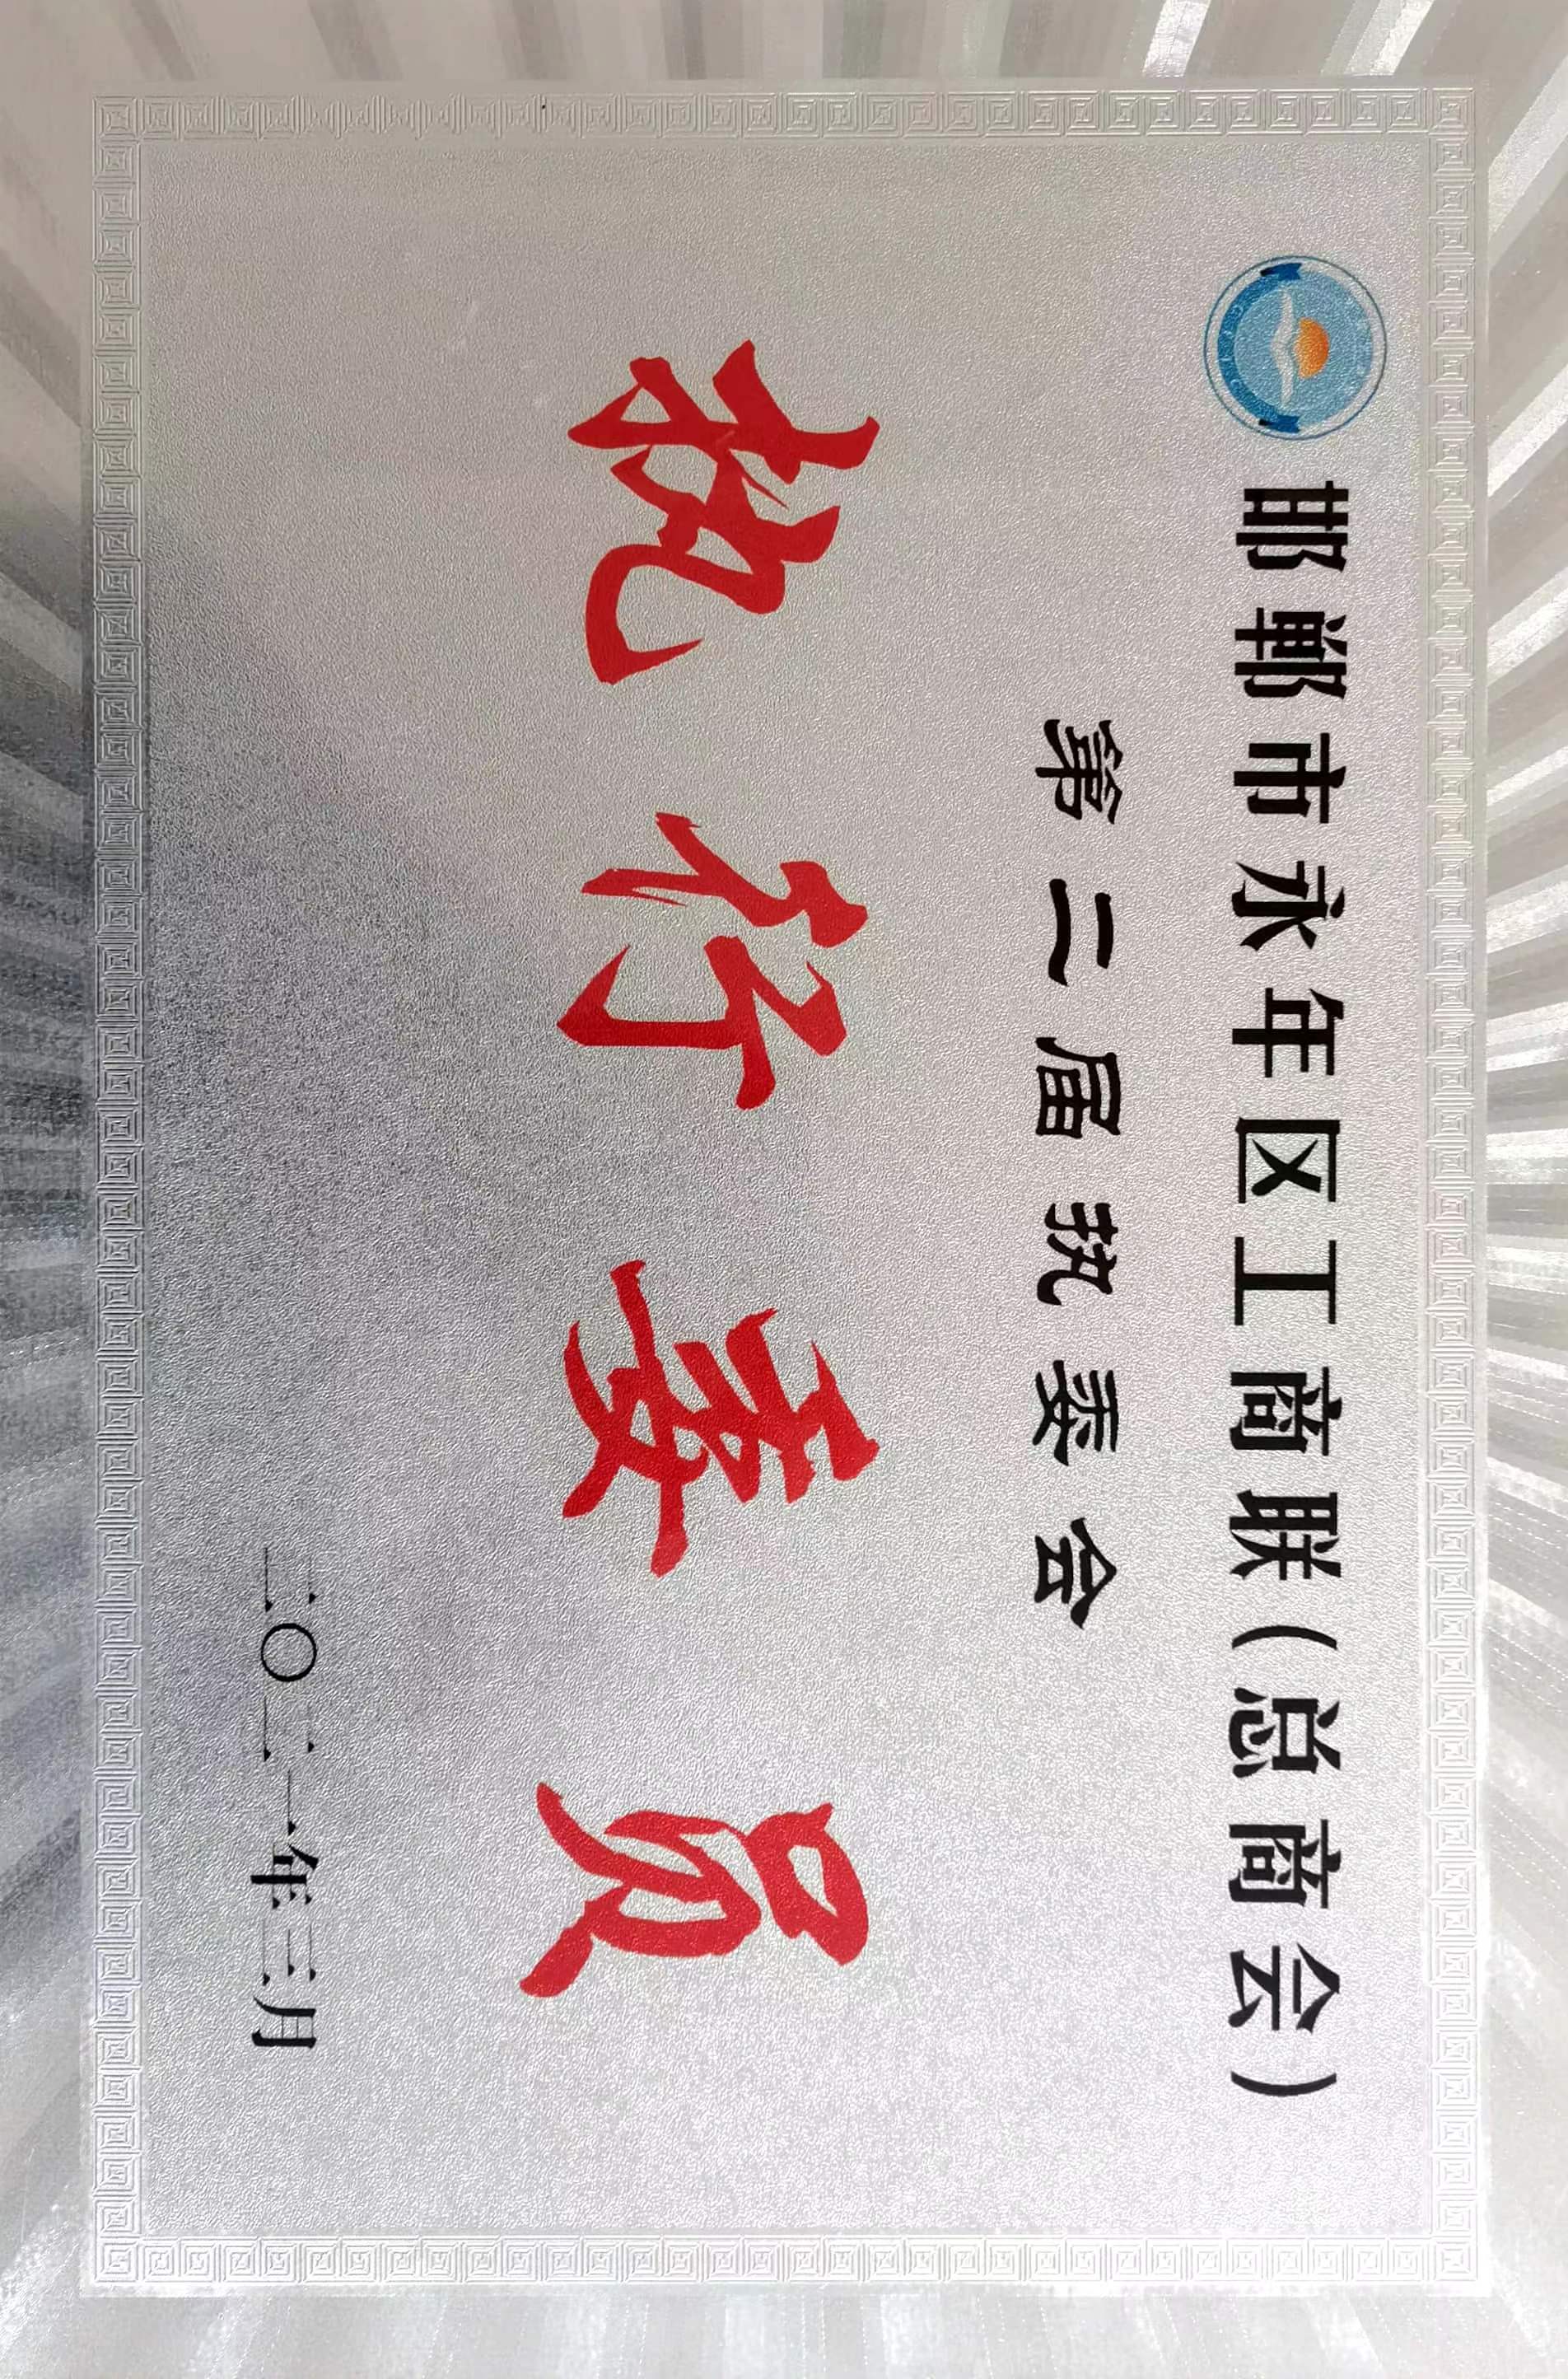 邯郸市永年区工商联(总商会)
第二届执委会
执行委员
二〇二一年三月